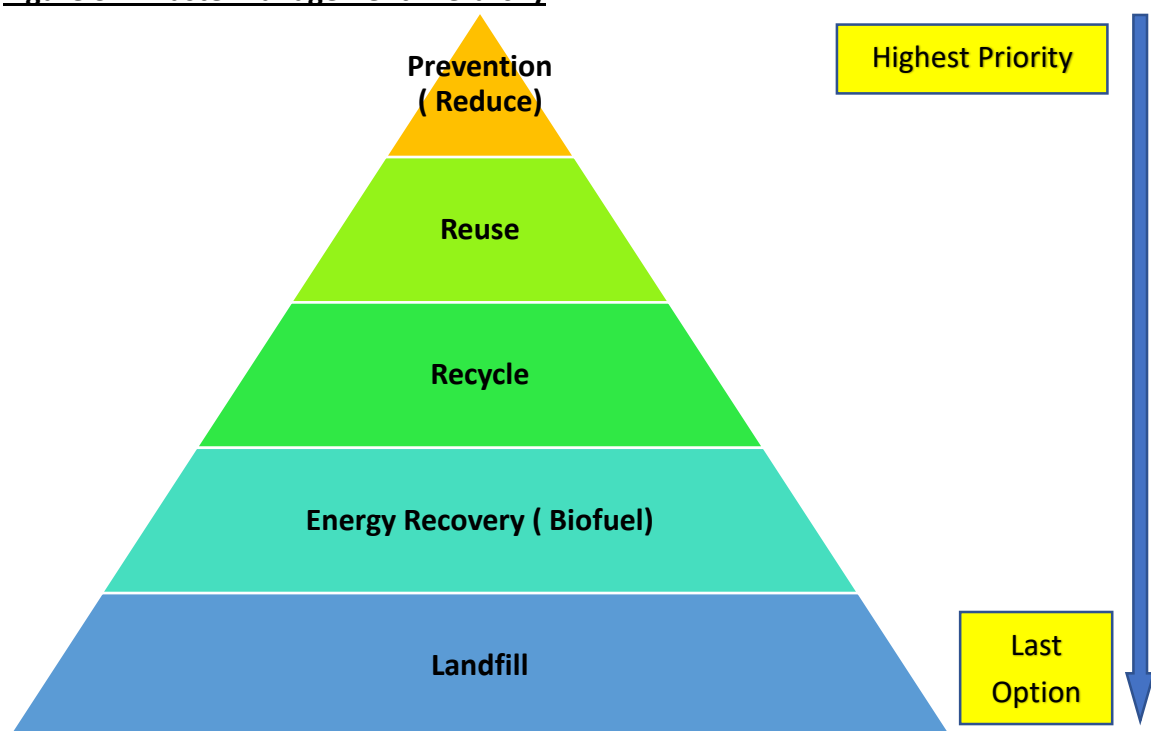 Prevention
( Reduce)
Highest Priority
Reuse
Recycle
Energy Recovery ( Biofuel)
Landfill
Last
Option